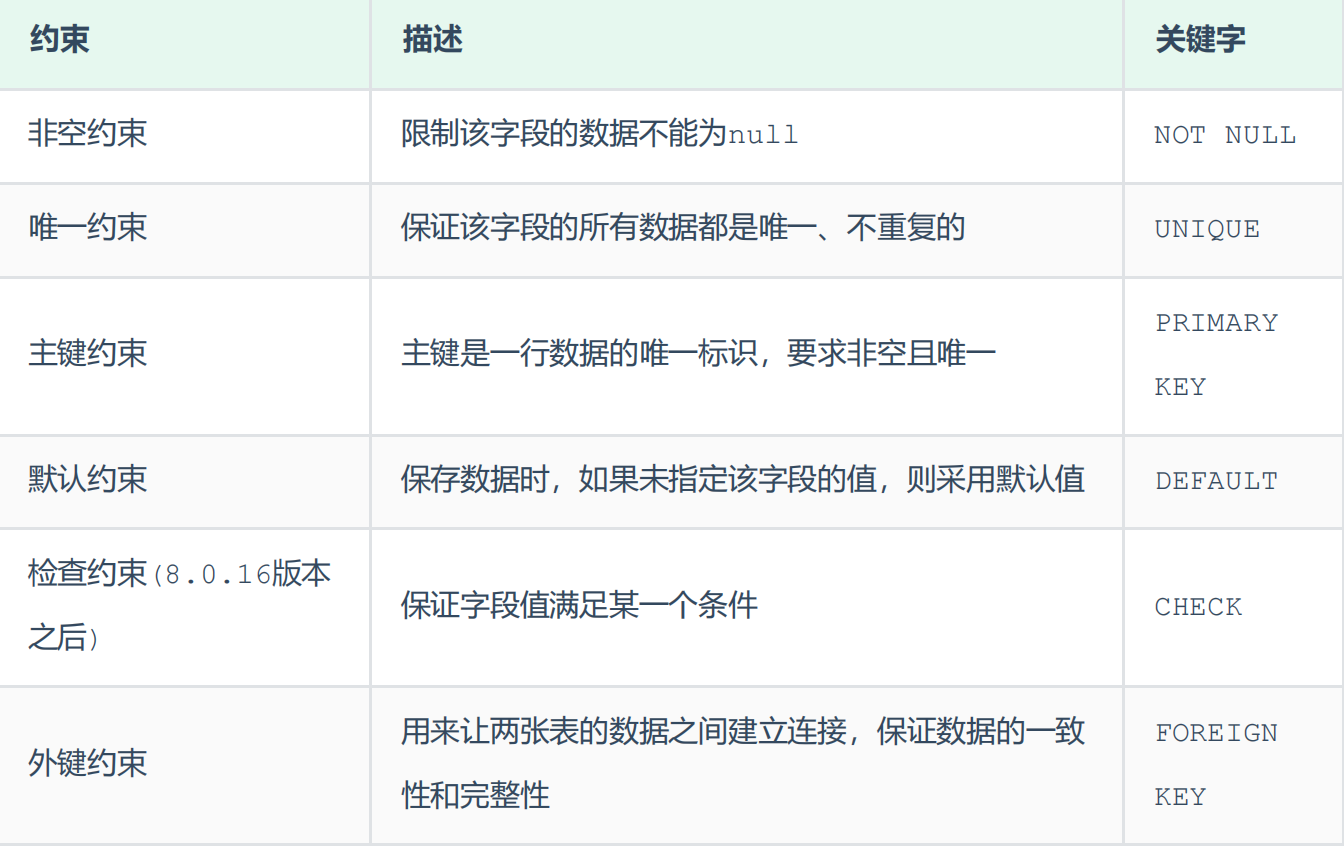 约束 描述 关键字
非空约束 限制该字段的数据不能为null NOT NULL
唯一约束 保证该字段的所有数据都是唯一、不重复的 UNIQUE
主键约束 主键是一行数据的唯一标识，要求非空且唯一 PRIMARY
KEY
默认约束 保存数据时，如果未指定该字段的值，则采用默认值 DEFAULT
检查约束(8.0.16版本
之后)
保证字段值满足某一个条件 CHECK
外键约束
用来让两张表的数据之间建立连接，保证数据的一致
性和完整性
FOREIGN
KEY